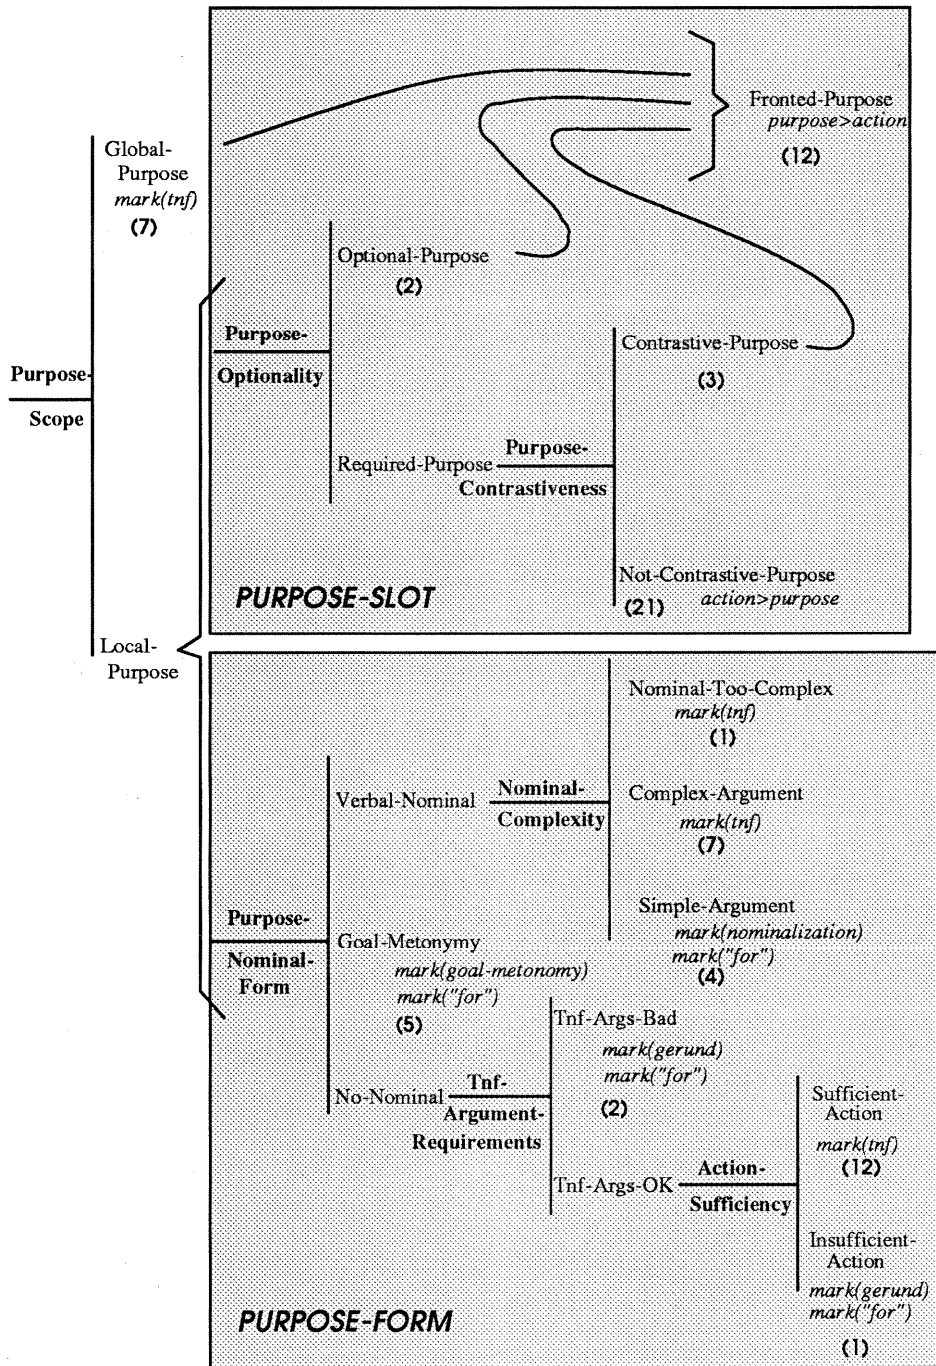 Fronted-Purpose
purpose>action
(12)
Global-
Purpose
mark(tnf)
(7)
Optional-Purpose
(2)
Purpose-
Optionality
Contrastive-Purpose
(3)
Purpose-
Scope
Required-Purpose
Purpose-
Contrastiveness
Not-Contrastive-Purpose
(21)
action>purpose
PURPOSE-SLOT
Local-
Purpose
Nominal-Too-Complex
mark(tnf)
(1)
Verbal-Nominal
Nominal-
Complexity
Complex-Argument
mark(tnf)
(7)
Simple-Argument
mark(nominalization)
mark("for")
(4)
Purpose-
Nominal-
Form
Goal-Metonymy
mark(goal-metonomy)
mark("for")
(5)
Tnf-Args-Bad
mark(gerund)
mark("for")
(2)
No-Nominal
Tnf-
Argument-
Requirements
Sufficient-
Action
mark(tnf)
(12)
Tnf-Args-OK
Action-
Sufficiency
Insufficient-
Action
mark(gerund)
mark("for")
(1)
PURPOSE-FORM